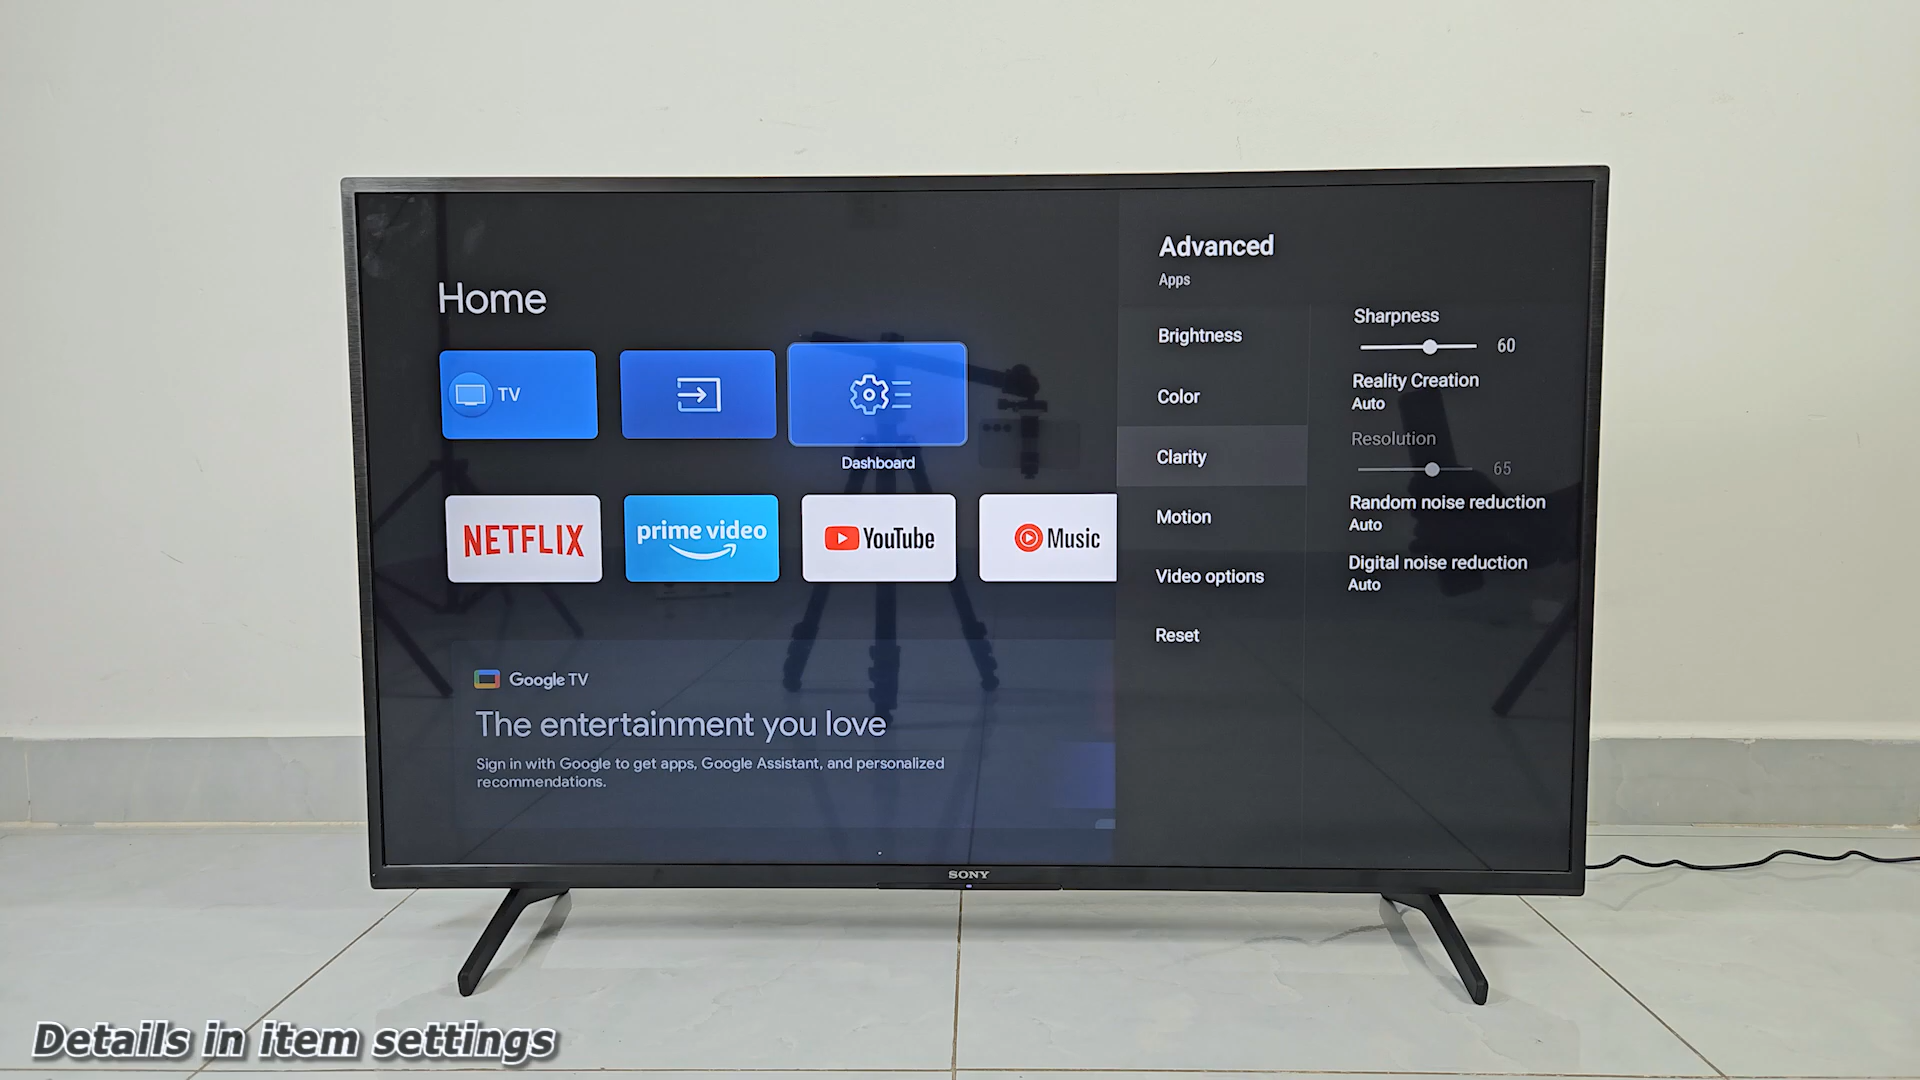 Home
TV
Dashboard
NETFLIX
prime video
YouTube
Music
Google TV
The entertainment you love
Sign in with Google to get apps, Google Assistant, and personalized
recommendations.
Advanced
Apps
Brightness
Color
Clarity
Motion
Video options
Reset
Sharpness
60
Reality Creation
Auto
Resolution
65
Random noise reduction
Auto
Digital noise reduction
Auto
SONY
Details in item settings